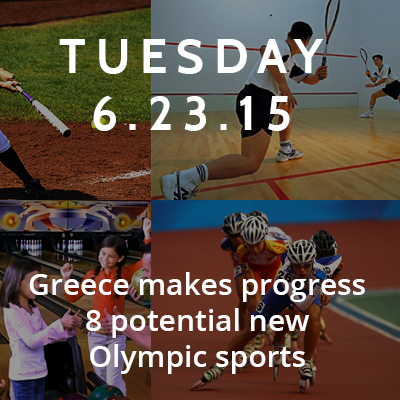 TUESDAY
6.23.15
Greece makes progress
8 potential new
Olympic sports